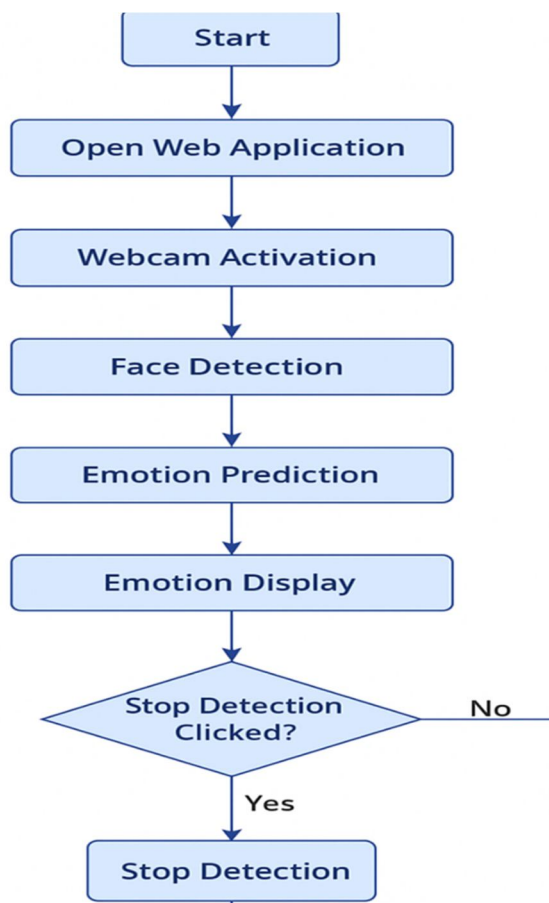 Start
Open Web Application
Webcam Activation
Face Detection
Emotion Prediction
Emotion Display
Stop Detection
Clicked?
No
Yes
Stop Detection